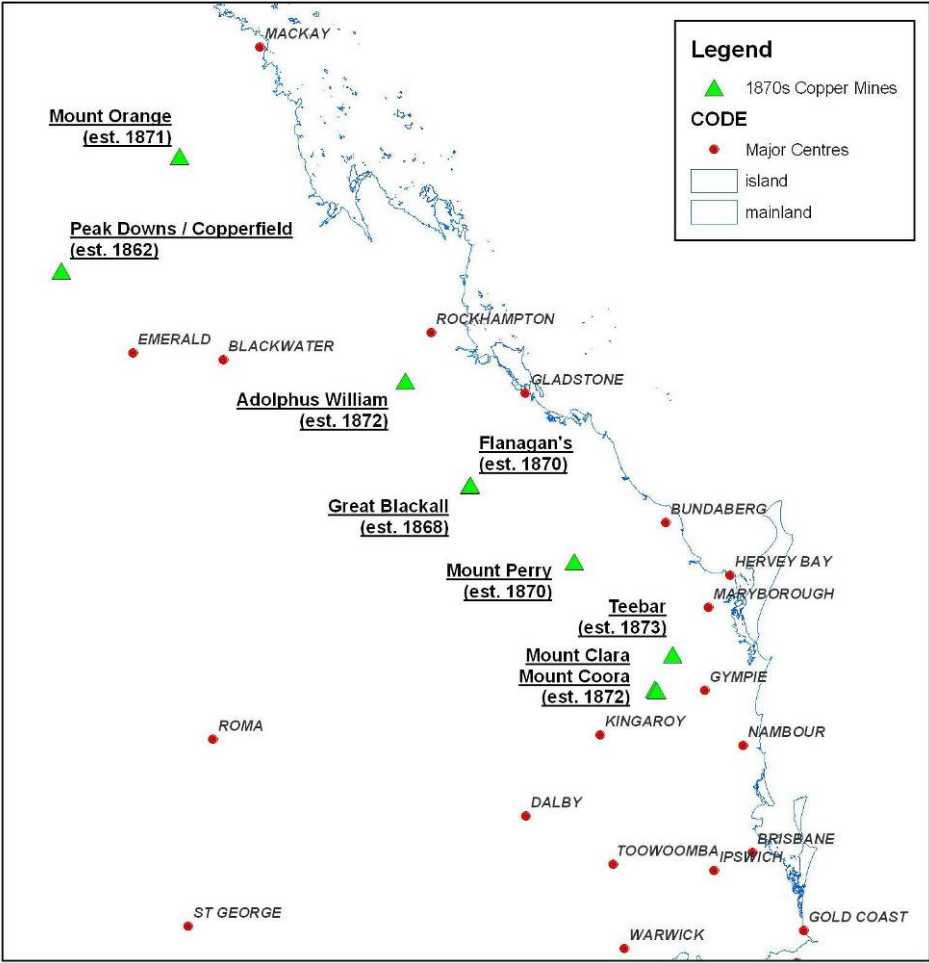 MACKAY
Legend
1870s Copper Mines
CODE
Major Centres
island
mainland
Mount Orange
(est. 1871)
Peak Downs / Copperfield
(est. 1862)
ROCKHAMPTON
EMERALD
BLACKWATER
GLADSTONE
Adolphus William
(est. 1872)
Flanagan's
(est. 1870)
Great Blackall
(est. 1868)
BUNDABERG
HERVEY BAY
Mount Perry
(est. 1870)
MARYBOROUGH
Teebar
(est. 1873)
Mount Clara
Mount Coora
(est. 1872)
GYMPIE
ROMA
KINGAROY
NAMBOUR
DALBY
BRISBANE
TOOWOOMBA
IPSWICH
ST GEORGE
GOLD COAST
WARWICK